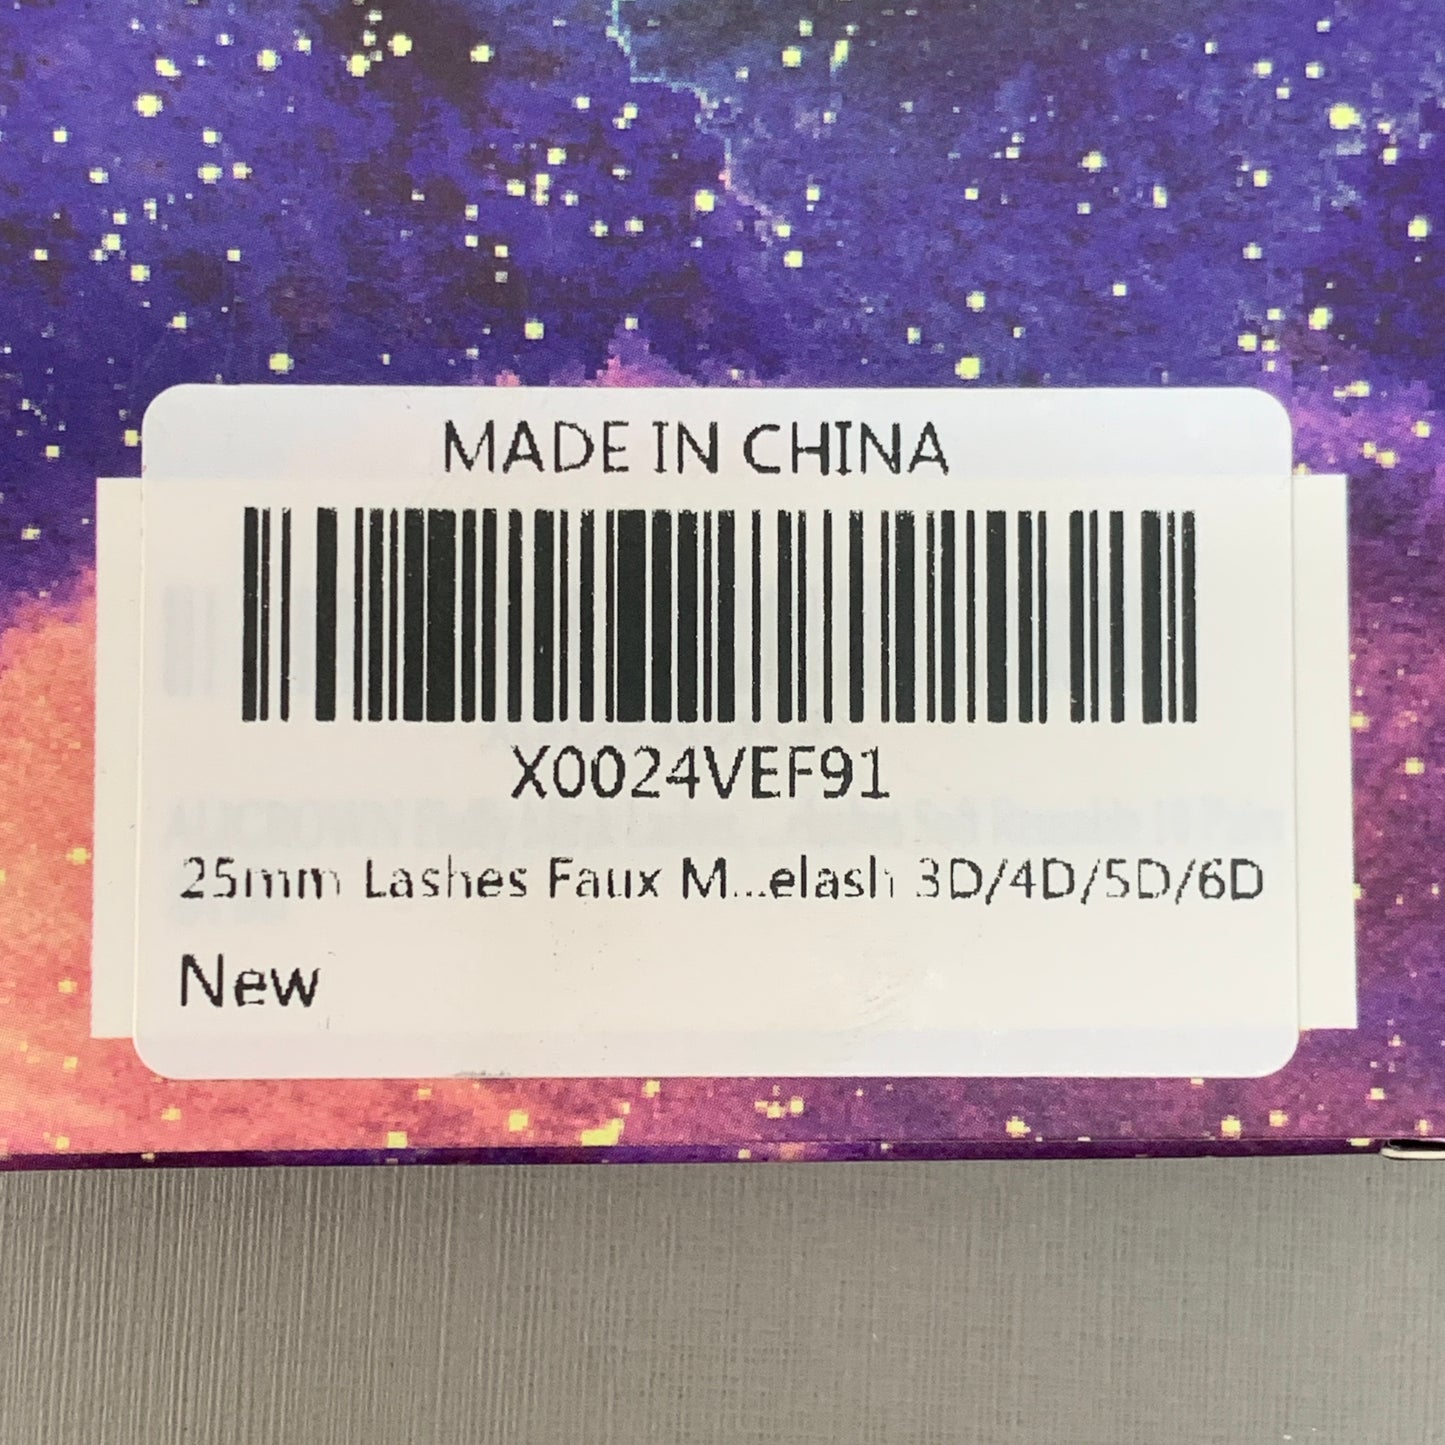 MADE IN CHINA
X0024VEF91
25mm Lashes Faux M...elash 3D/4D/5D/6D
New